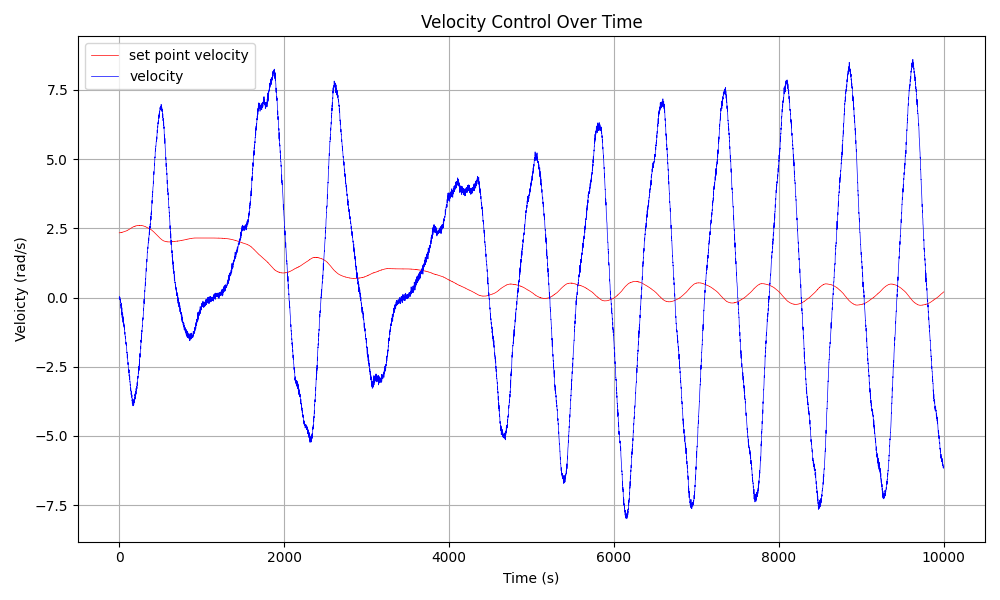 Velocity Control Over Time
set point velocity
velocity
7.5
5.0
2.5
0.0
−2.5
−5.0
−7.5
Veloicty (rad/s)
0 2000 4000 6000 8000 10000
Time (s)